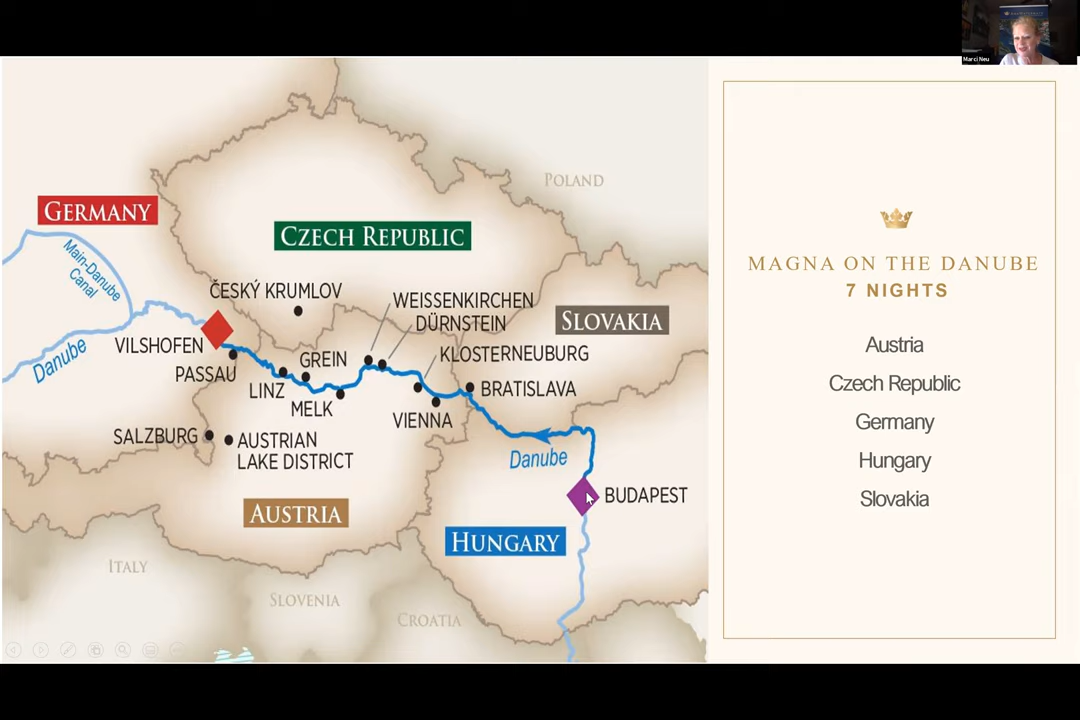 Marci Neu
POLAND
GERMANY
CZECH REPUBLIC
Main-Danube
Canal
ČESKÝ KRUMLOV
WEISSENKIRCHEN
DÜRNSTEIN
SLOVAKIA
VILSHOFEN
GREIN
KLOSTERNEUBURG
Danube
PASSAU
LINZ
BRATISLAVA
MELK
VIENNA
SALZBURG
AUSTRIAN
LAKE DISTRICT
Danube
BUDAPEST
AUSTRIA
HUNGARY
ITALY
SLOVENIA
CROATIA
MAGNA ON THE DANUBE
7 NIGHTS
Austria
Czech Republic
Germany
Hungary
Slovakia